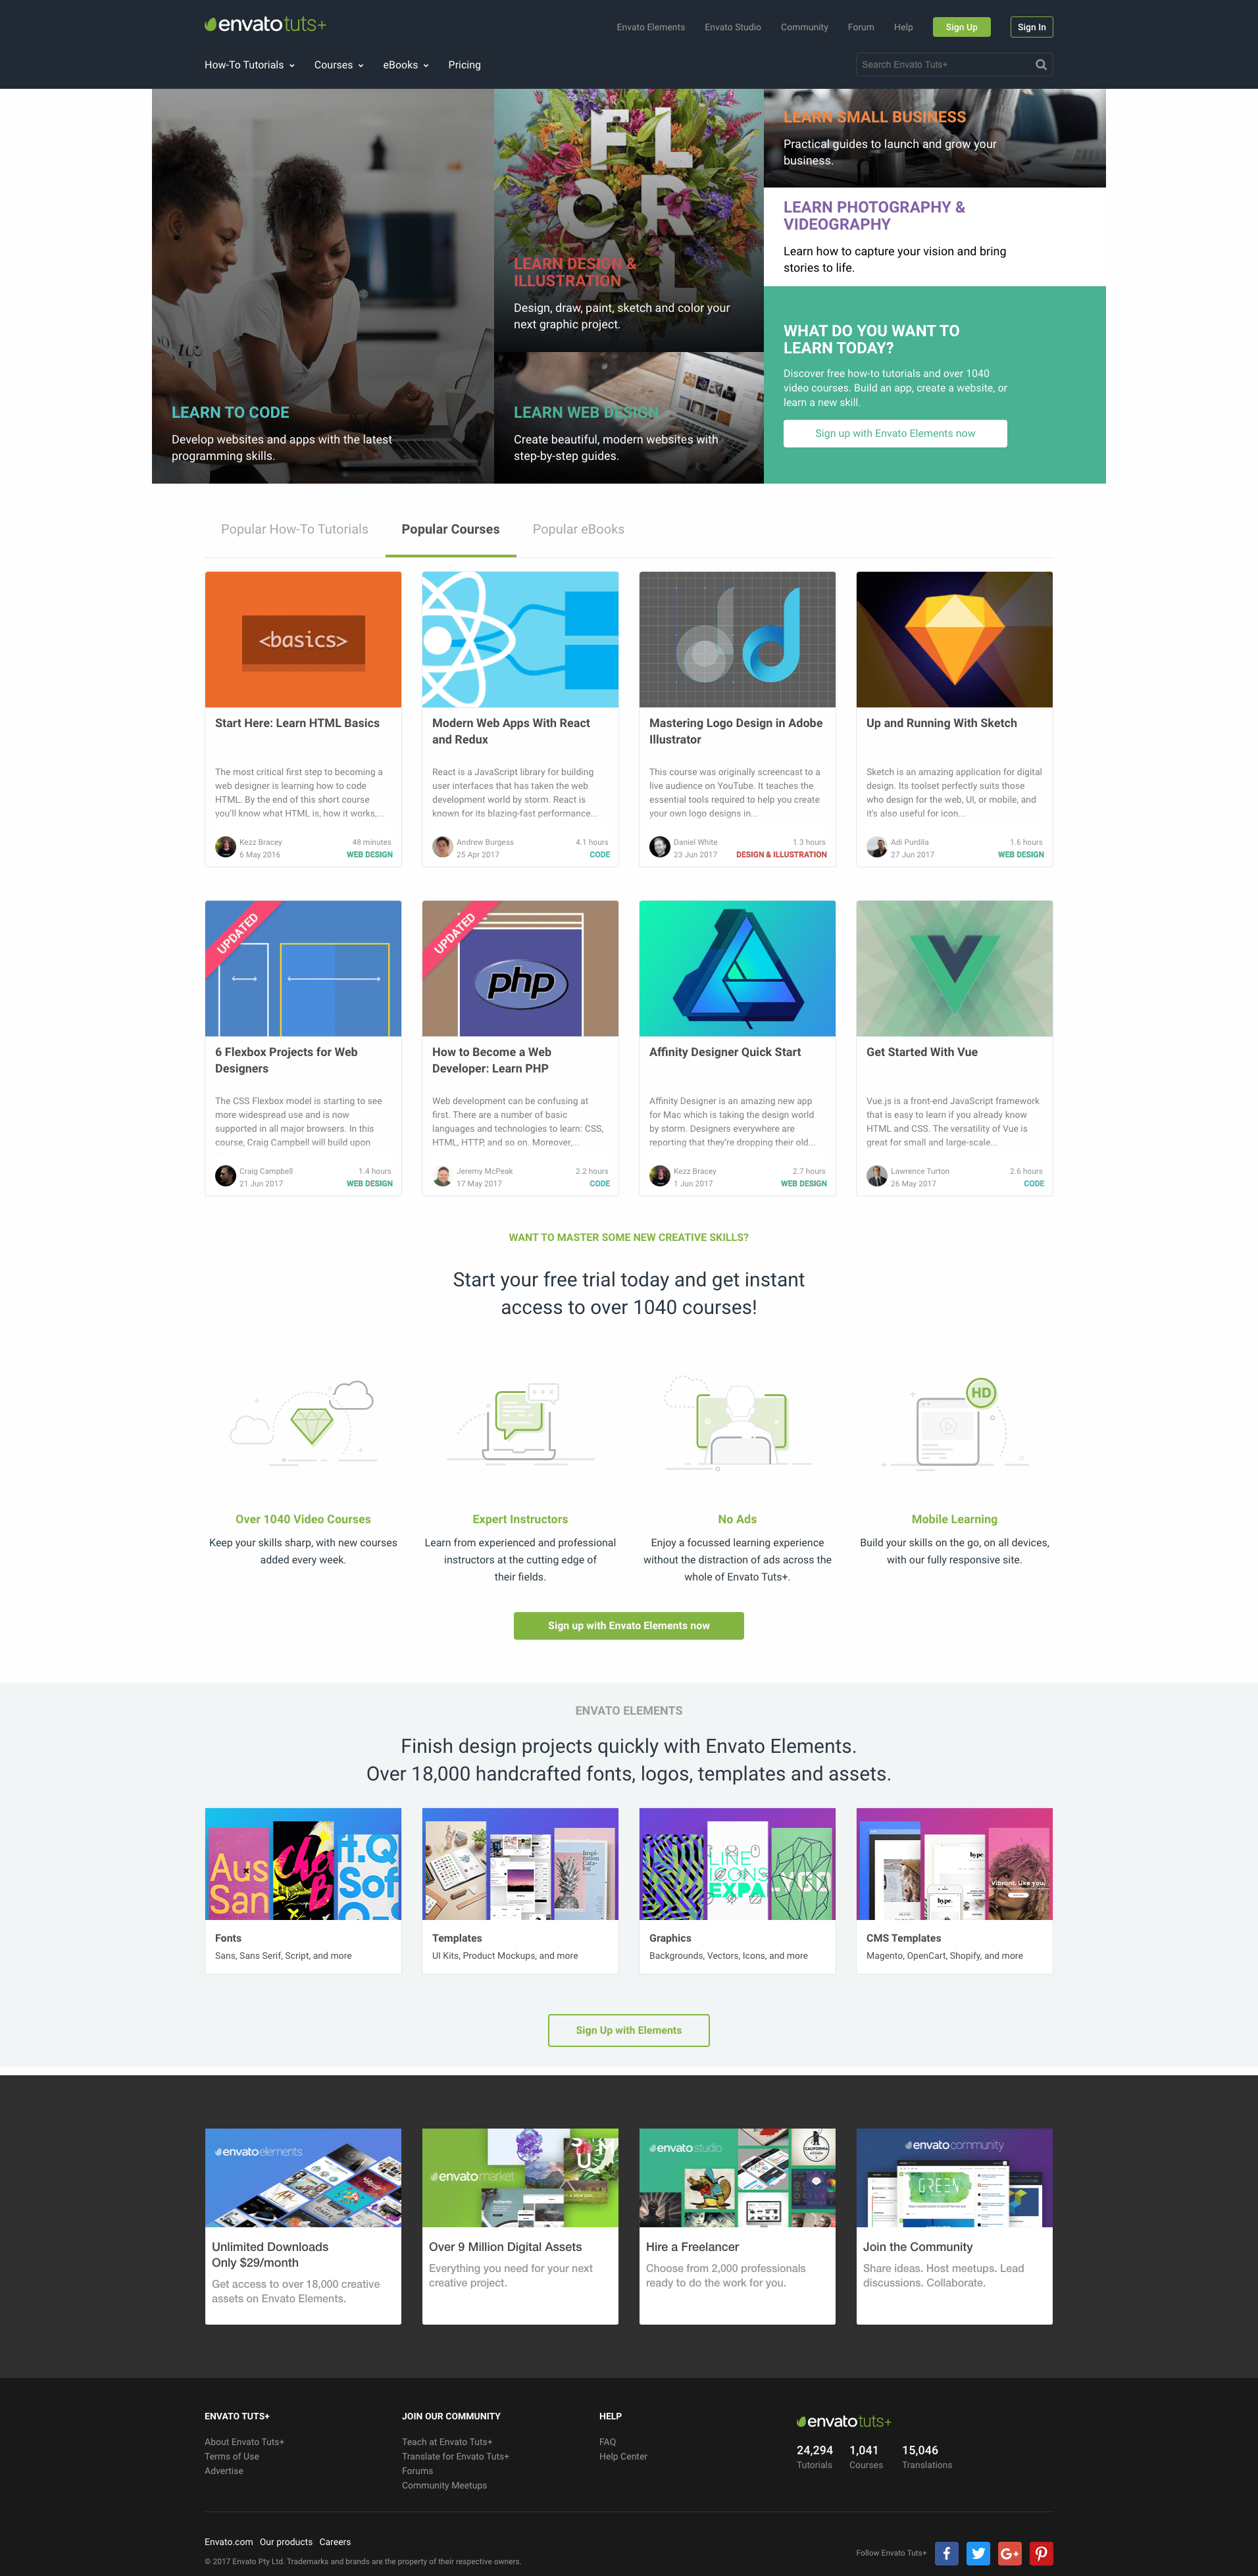 envatotuts+
Envato Elements
Envato Studio
Community
Forum
Help
Sign Up
Sign In
How-To Tutorials
Courses
eBooks
Pricing
Search Envato Tuts+
LEARN TO CODE
Develop websites and apps with the latest
programming skills.
FL
OR
AL
LEARN DESIGN &
ILLUSTRATION
Design, draw, paint, sketch and color your
next graphic project.
LEARN WEB DESIGN
Create beautiful, modern websites with
step-by-step guides.
LEARN SMALL BUSINESS
Practical guides to launch and grow your
business.
LEARN PHOTOGRAPHY &
VIDEOGRAPHY
Learn how to capture your vision and bring
stories to life.
WHAT DO YOU WANT TO
LEARN TODAY?
Discover free how-to tutorials and over 1040
video courses. Build an app, create a website, or
learn a new skill.
Sign up with Envato Elements now
Popular How-To Tutorials
Popular Courses
Popular eBooks
<basics>
Start Here: Learn HTML Basics
The most critical first step to becoming a
web designer is learning how to code
HTML. By the end of this short course
you'll know what HTML is, how it works,...
Kezz Bracey
48 minutes
6 May 2016
WEB DESIGN
Modern Web Apps With React
and Redux
React is a JavaScript library for building
user interfaces that has taken the web
development world by storm. React is
known for its blazing-fast performance...
Andrew Burgess
4.1 hours
25 Apr 2017
CODE
Mastering Logo Design in Adobe
Illustrator
This course was originally screencast to a
live audience on YouTube. It teaches the
essential tools required to help you create
your own logo designs in...
Daniel White
1.3 hours
23 Jun 2017
DESIGN & ILLUSTRATION
Up and Running With Sketch
Sketch is an amazing application for digital
design. Its toolset perfectly suits those
who design for the web, UI, or mobile, and
it's also useful for icon...
Adi Purdila
1.6 hours
27 Jun 2017
WEB DESIGN
UPDATED
6 Flexbox Projects for Web
Designers
The CSS Flexbox model is starting to see
more widespread use and is now
supported in all major browsers. In this
course, Craig Campbell will build upon
Craig Campbell
1.4 hours
21 Jun 2017
WEB DESIGN
UPDATED
php
How to Become a Web
Developer: Learn PHP
Web development can be confusing at
first. There are a number of basic
languages and technologies to learn: CSS,
HTML, HTTP, and so on. Moreover,...
Jeremy McPeak
2.2 hours
17 May 2017
CODE
Affinity Designer Quick Start
Affinity Designer is an amazing new app
for Mac which is taking the design world
by storm. Designers everywhere are
reporting that they're dropping their old...
Kezz Bracey
2.7 hours
1 Jun 2017
WEB DESIGN
Get Started With Vue
Vue.js is a front-end JavaScript framework
that is easy to learn if you already know
HTML and CSS. The versatility of Vue is
great for small and large-scale...
Lawrence Turton
2.6 hours
26 May 2017
CODE
WANT TO MASTER SOME NEW CREATIVE SKILLS?
Start your free trial today and get instant
access to over 1040 courses!
HD
Over 1040 Video Courses
Keep your skills sharp, with new courses
added every week.
Expert Instructors
Learn from experienced and professional
instructors at the cutting edge of
their fields.
No Ads
Enjoy a focussed learning experience
without the distraction of ads across the
whole of Envato Tuts+.
Mobile Learning
Build your skills on the go, on all devices,
with our fully responsive site.
Sign up with Envato Elements now
ENVATO ELEMENTS
Finish design projects quickly with Envato Elements.
Over 18,000 handcrafted fonts, logos, templates and assets.
Aus
San
Fonts
Sans, Sans Serif, Script, and more
Templates
UI Kits, Product Mockups, and more
LINE
ICONS
EXPA
Graphics
Backgrounds, Vectors, Icons, and more
hype
hype.
Vibrant. Like you.
CMS Templates
Magento, OpenCart, Shopify, and more
Sign Up with Elements
envatoelements
Unlimited Downloads
Only $29/month
Get access to over 18,000 creative
assets on Envato Elements.
envatomarket
Over 9 Million Digital Assets
Everything you need for your next
creative project.
envatostudio
CALIFORNIA
Hire a Freelancer
Choose from 2,000 professionals
ready to do the work for you.
envatocommunity
GREEN
Join the Community
Share ideas. Host meetups. Lead
discussions. Collaborate.
ENVATO TUTS+
About Envato Tuts+
Terms of Use
Advertise
JOIN OUR COMMUNITY
Teach at Envato Tuts+
Translate for Envato Tuts+
Forums
Community Meetups
HELP
FAQ
Help Center
envatotuts+
24,294
Tutorials
1,041
Courses
15,046
Translations
Envato.com
Our products
Careers
© 2017 Envato Pty Ltd. Trademarks and brands are the property of their respective owners.
Follow Envato Tuts+